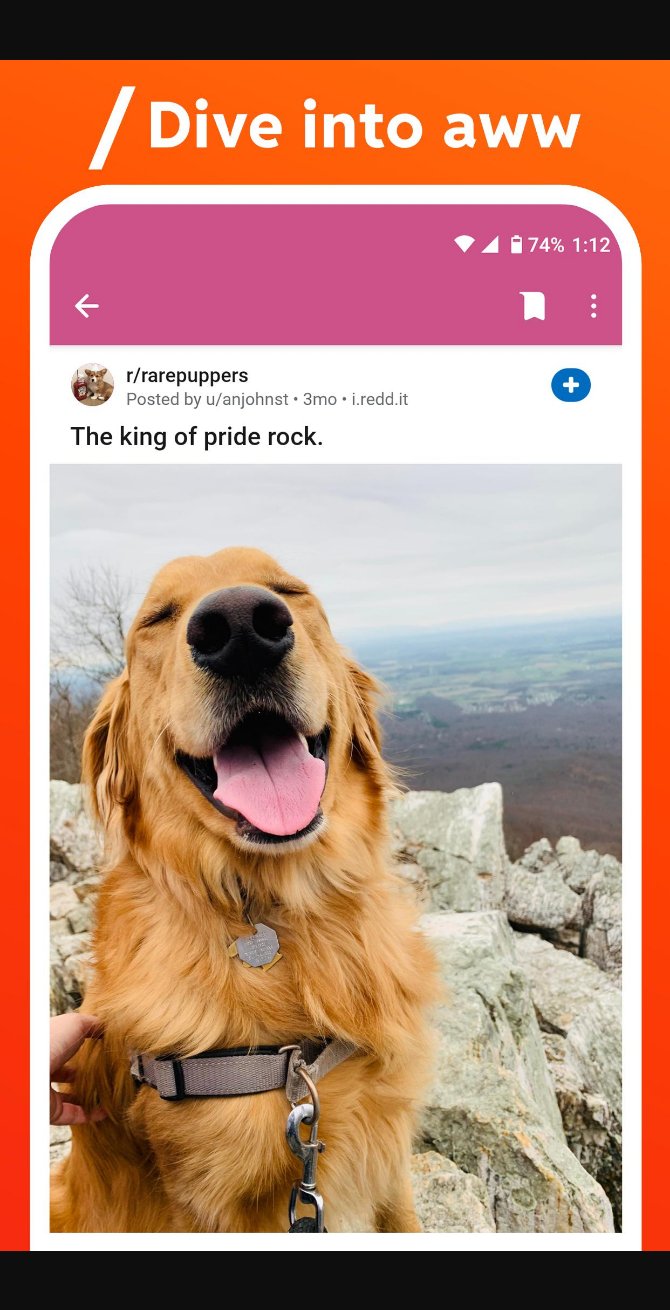 /Dive into aww
74% 1:12
r/rarepuppers
Posted by u/anjohnst • 3mo • i.redd.it
The king of pride rock.